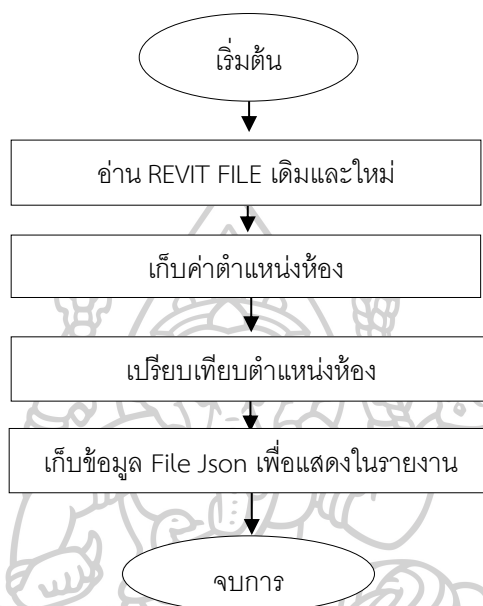 เริ่มต้น
อ่าน REVIT FILE เดิมและใหม่
เก็บค่าตำแหน่งห้อง
เปรียบเทียบตำแหน่งห้อง
เก็บข้อมูล File Json เพื่อแสดงในรายงาน
จบการ